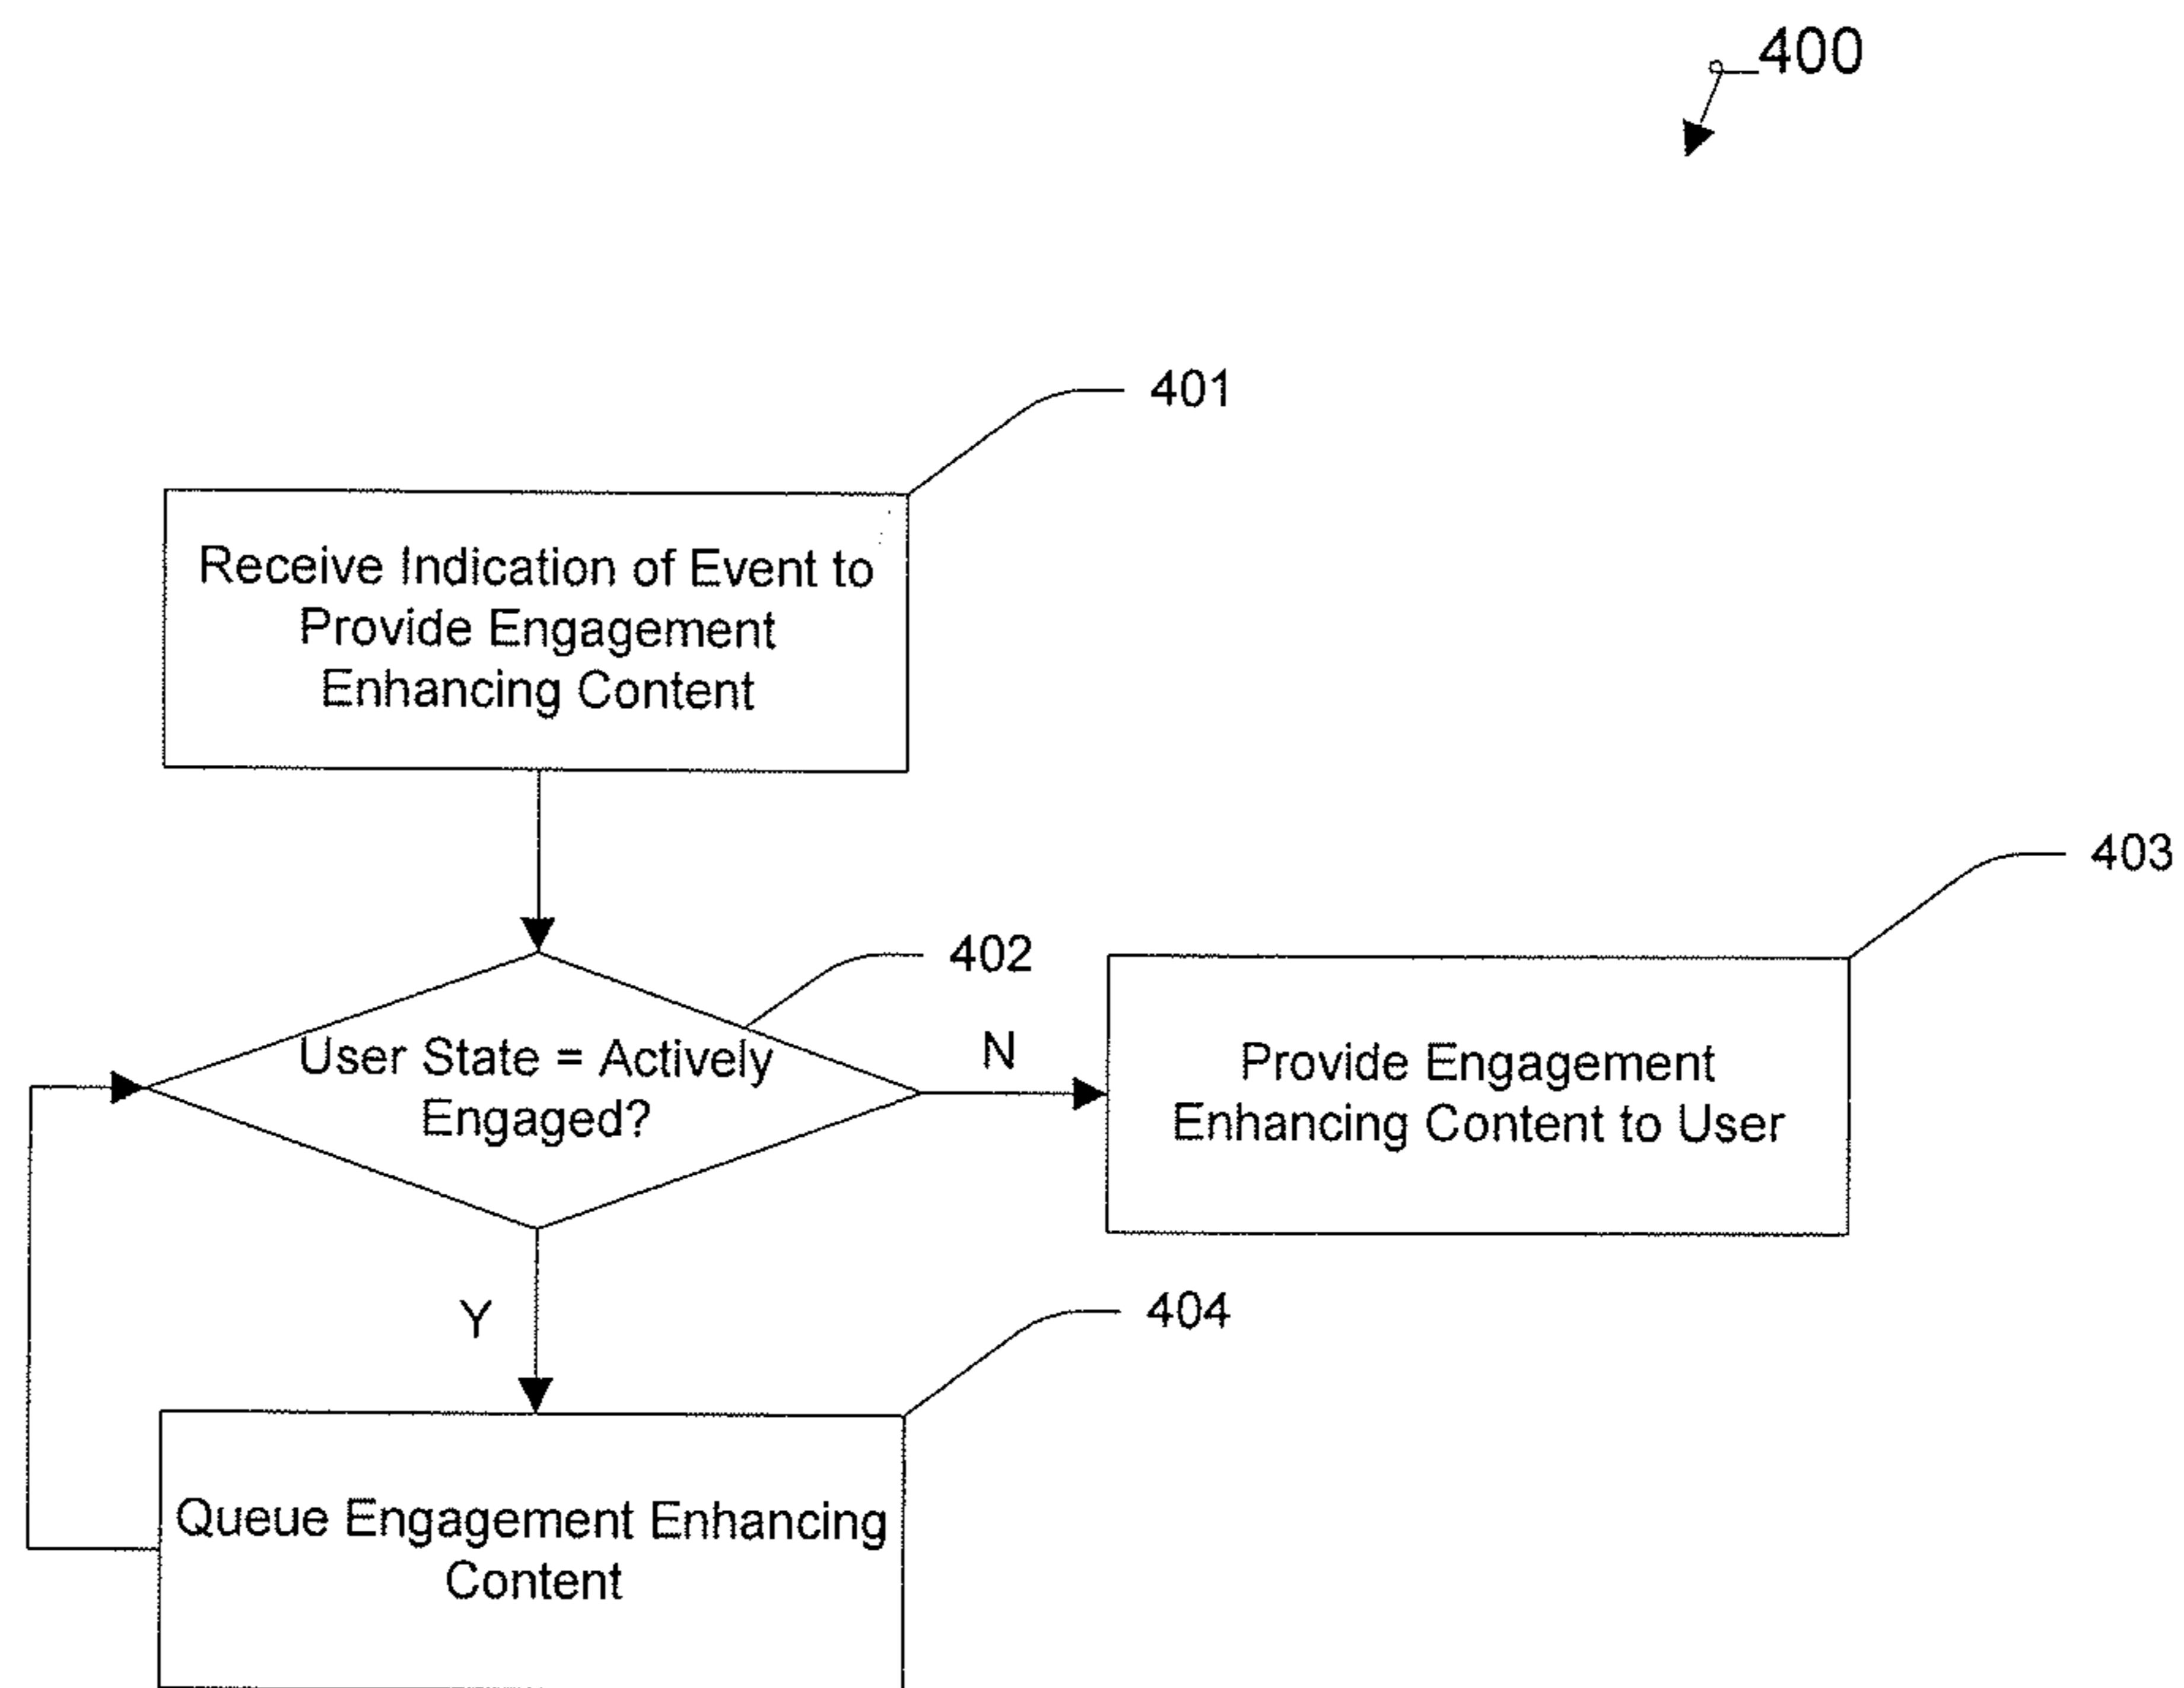 400
401
Receive Indication of Event to
Provide Engagement
Enhancing Content
402
403
User State = Actively
Engaged?
N
Provide Engagement
Enhancing Content to User
Y
404
Queue Engagement Enhancing
Content